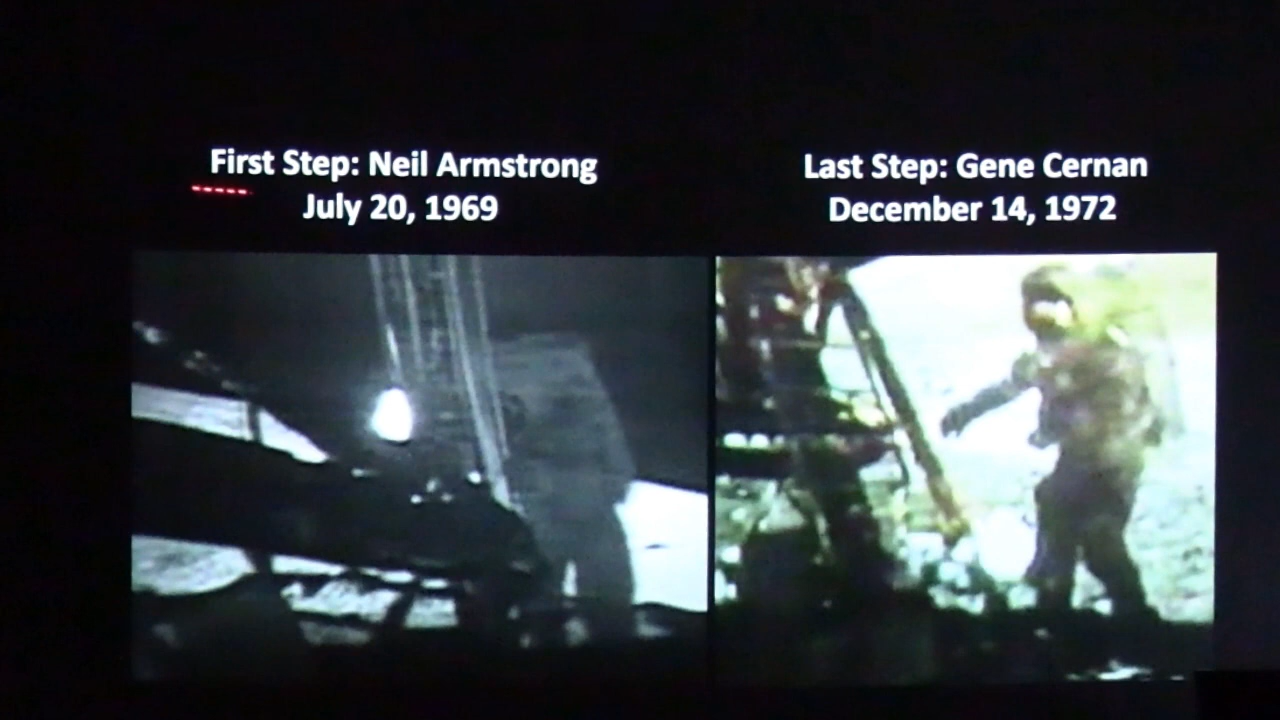 First Step: Neil Armstrong
July 20, 1969
Last Step: Gene Cernan
December 14, 1972